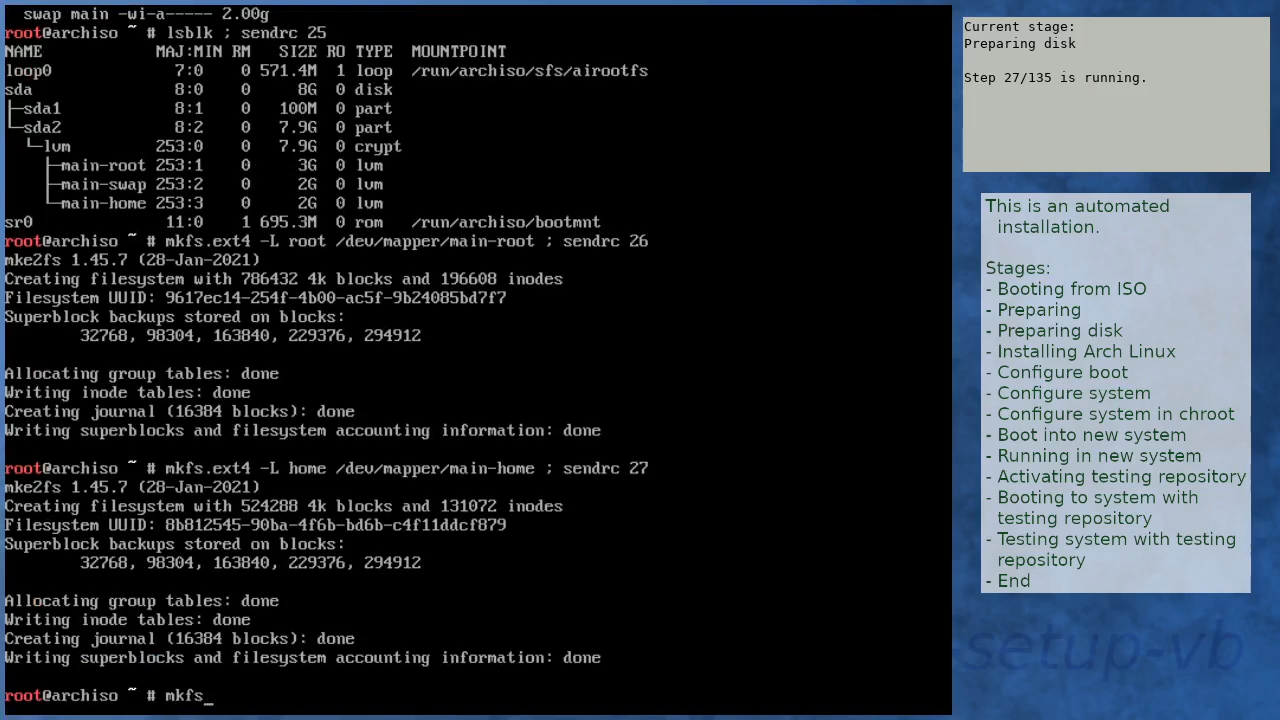 swap main -wi-a----- 2.00g
root@archiso ~ # lsblk ; sendrc 25
NAME MAJ:MIN RM SIZE RO TYPE MOUNTPOINT
loop0 7:0 0 571.4M 1 loop /run/archiso/sfs/airootfs
sda 8:0 0 8G 0 disk
├─sda1 8:1 0 100M 0 part
└─sda2 8:2 0 7.9G 0 part
└─lvm 253:0 0 7.9G 0 crypt
├─main-root 253:1 0 3G 0 lvm
├─main-swap 253:2 0 2G 0 lvm
└─main-home 253:3 0 2G 0 lvm
sr0 11:0 1 695.3M 0 rom /run/archiso/bootmnt
root@archiso ~ # mkfs.ext4 -L root /dev/mapper/main-root ; sendrc 26
mke2fs 1.45.7 (28-Jan-2021)
Creating filesystem with 786432 4k blocks and 196608 inodes
Filesystem UUID: 9617ec14-254f-4b00-ac5f-9b24085bd7f7
Superblock backups stored on blocks:
32768, 98304, 163840, 229376, 294912
Allocating group tables: done
Writing inode tables: done
Creating journal (16384 blocks): done
Writing superblocks and filesystem accounting information: done
root@archiso ~ # mkfs.ext4 -L home /dev/mapper/main-home ; sendrc 27
mke2fs 1.45.7 (28-Jan-2021)
Creating filesystem with 524288 4k blocks and 131072 inodes
Filesystem UUID: 8b812545-90ba-4f6b-bd6b-c4f11ddcf879
Superblock backups stored on blocks:
32768, 98304, 163840, 229376, 294912
Allocating group tables: done
Writing inode tables: done
Creating journal (16384 blocks): done
Writing superblocks and filesystem accounting information: done
root@archiso ~ # mkfs_
Current stage:
Preparing disk
Step 27/135 is running.
This is an automated
installation.
Stages:
- Booting from ISO
- Preparing
- Preparing disk
- Installing Arch Linux
- Configure boot
- Configure system
- Configure system in chroot
- Boot into new system
- Running in new system
- Activating testing repository
- Booting to system with
testing repository
- Testing system with testing
repository
- End
-setup-vb